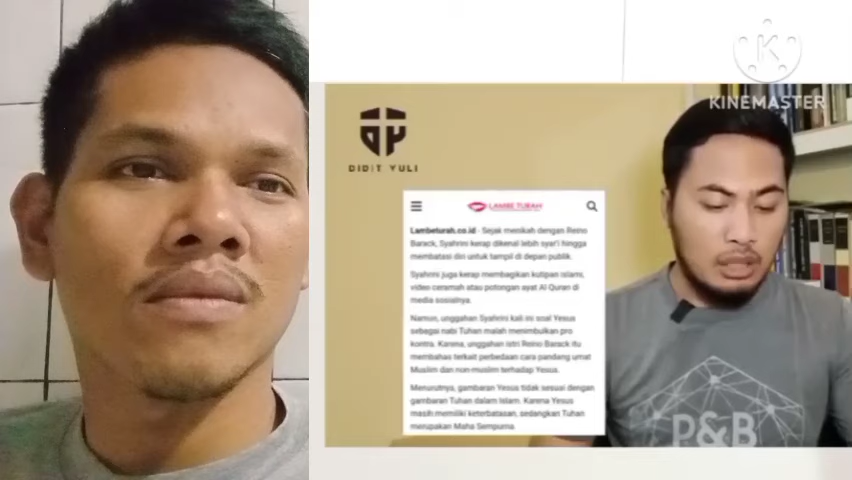 K
KINEMASTER
DIDIT YULI
LAMBE TURAH
Lambeturah.co.id - Sejak menikah dengan Reino
Barack, Syahrini kerap dikenal lebih syar'i hingga
membatasi diri untuk tampil di depan publik.
Syahrini juga kerap membagikan kutipan islami,
video ceramah atau potongan ayat Al Quran di
media sosialnya.
Namun, unggahan Syahrini kali ini soal Yesus
sebagai nabi Tuhan malah menimbulkan pro
kontra. Karena, unggahan istri Reino Barack itu
membahas terkait perbedaan cara pandang umat
Muslim dan non-muslim terhadap Yesus.
Menurutnya, gambaran Yesus tidak sesuai dengan
gambaran Tuhan dalam Islam. Karena Yesus
masih memiliki keterbatasan, sedangkan Tuhan
merupakan Maha Sempurna.
P&B